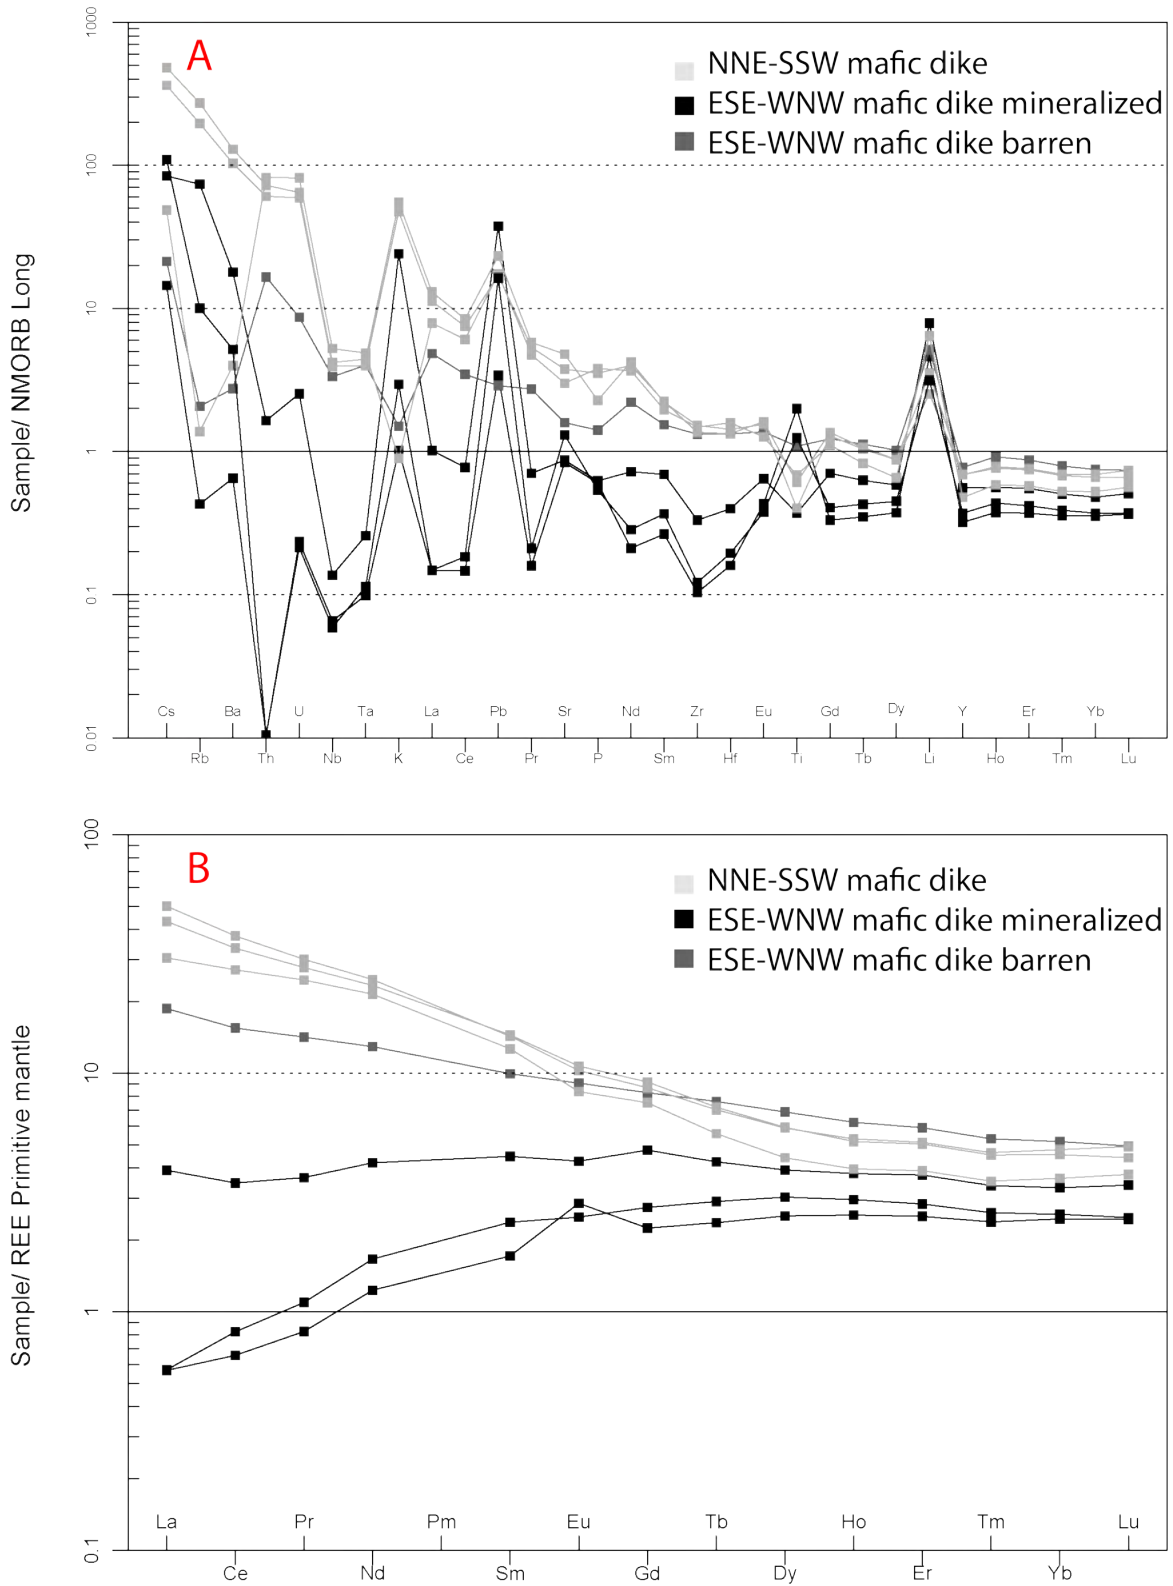 1000
A
NNE-SSW mafic dike
ESE-WNW mafic dike mineralized
ESE-WNW mafic dike barren
100
10
1
0.1
0.01
Sample/ NMORB Long
Cs Ba U Ta La Pb Sr Nd Zr Eu Gd Dy Y Er Yb
Rb Th Nb K Ce Pr P Sm Hf Ti Tb Li Ho Tm Lu
100
B
NNE-SSW mafic dike
ESE-WNW mafic dike mineralized
ESE-WNW mafic dike barren
10
1
0.1
Sample/ REE Primitive mantle
La Pr Pm Eu Tb Ho Tm Lu
Ce Nd Sm Gd Dy Er Yb